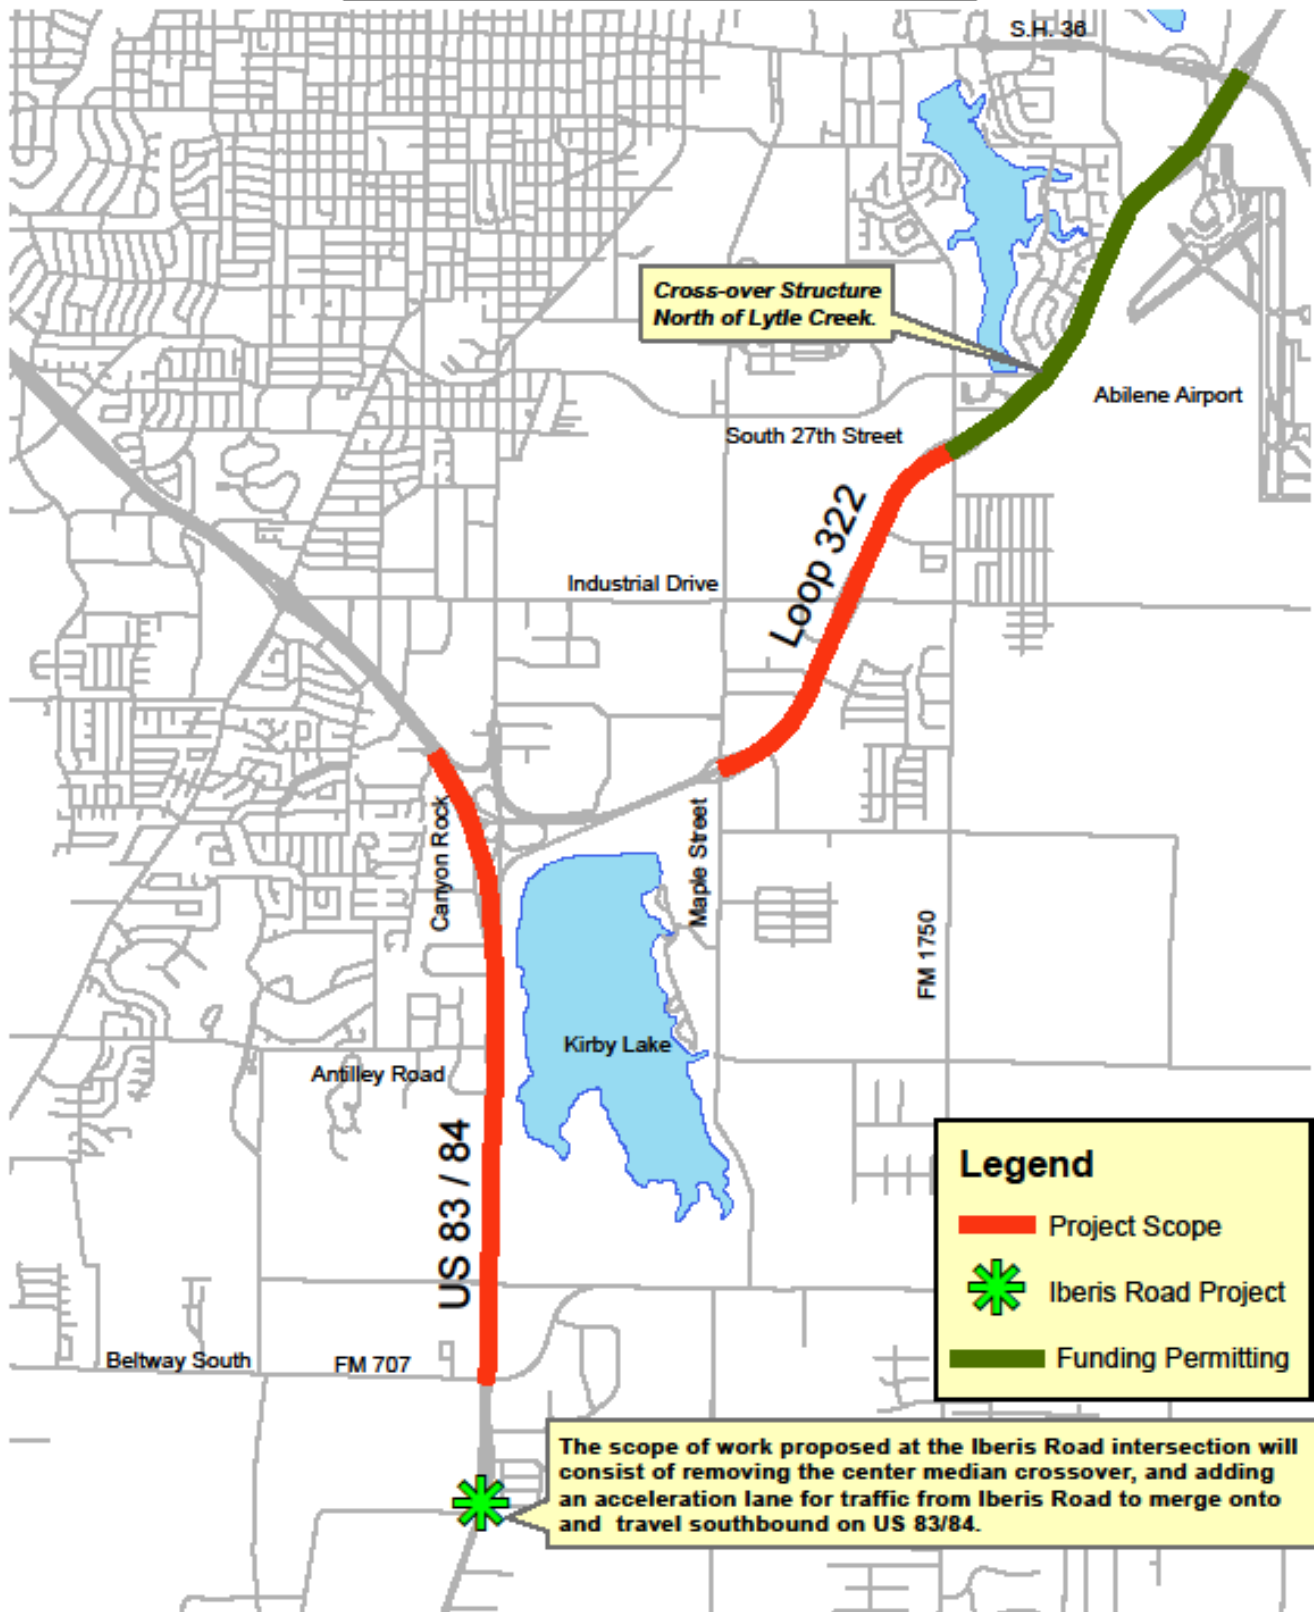 S.H. 36
Cross-over Structure
North of Lytle Creek.
Abilene Airport
South 27th Street
Loop 322
Industrial Drive
Canyon Rock
Maple Street
FM 1750
Kirby Lake
Antilley Road
US 83 / 84
Legend
Project Scope
Iberis Road Project
Funding Permitting
Beltway South
FM 707
The scope of work proposed at the Iberis Road intersection will
consist of removing the center median crossover, and adding
an acceleration lane for traffic from Iberis Road to merge onto
and travel southbound on US 83/84.